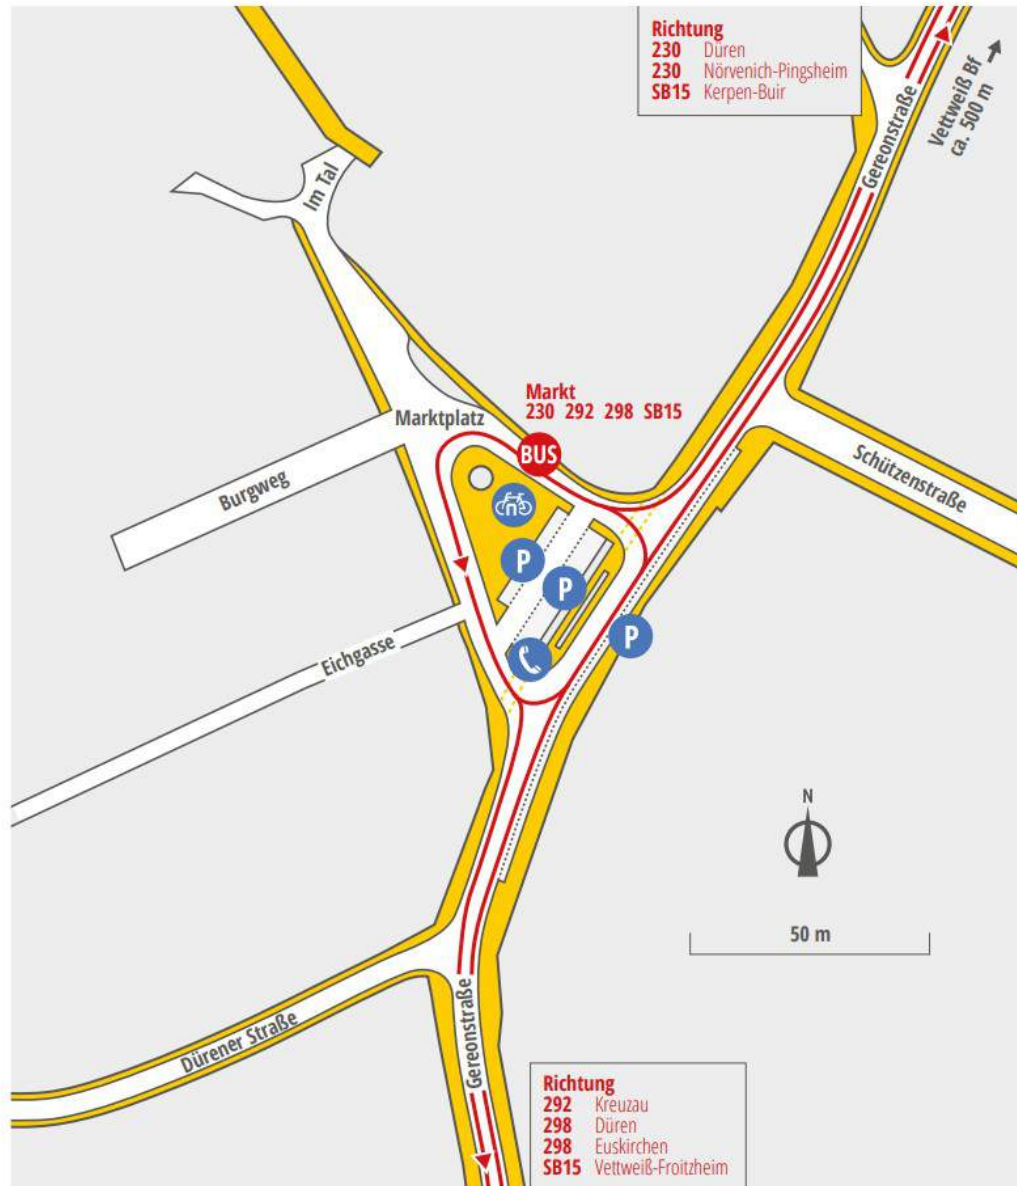 Richtung
230 Düren
230 Nörvenich-Pingsheim
SB15 Kerpen-Buir
Vettweiß Bf
ca. 500 m
Gereonstraße
Im Tal
Markt
230 292 298 SB15
Marktplatz
BUS
Schützenstraße
Burgweg
P
P
P
Eichgasse
N
50 m
Dürener Straße
Gereonstraße
Richtung
292 Kreuzau
298 Düren
298 Euskirchen
SB15 Vettweiß-Froitzheim